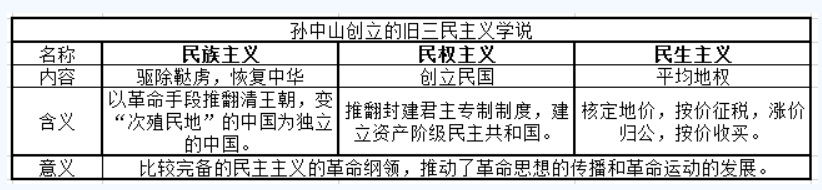 孙中山创立的旧三民主义学说
名称 民族主义 民权主义 民生主义
内容 驱除鞑虏，恢复中华 创立民国 平均地权
含义 以革命手段推翻清王朝，变“次殖民地”的中国为独立的中国。 推翻封建君主专制制度，建立资产阶级民主共和国。 核定地价，按价征税，涨价归公，按价收买。
意义 比较完备的民主主义的革命纲领，推动了革命思想的传播和革命运动的发展。